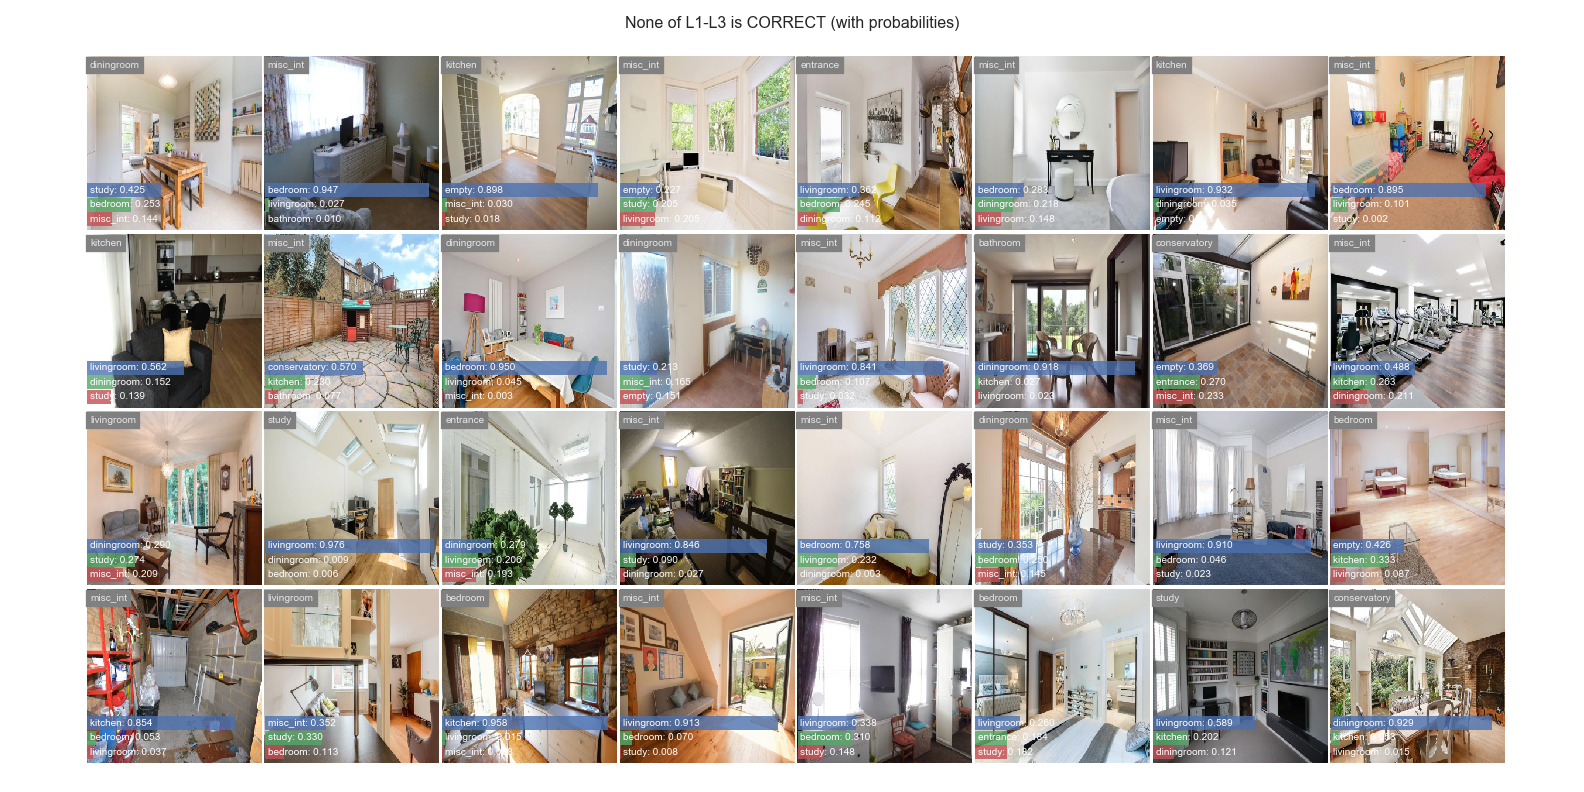 None of L1-L3 is CORRECT (with probabilities)
diningroom
study: 0.425
bedroom: 0.253
misc_int: 0.144
misc_int
bedroom: 0.947
livingroom: 0.027
bathroom: 0.010
kitchen
empty: 0.898
misc_int: 0.030
study: 0.018
misc_int
empty: 0.227
study: 0.205
livingroom: 0.205
entrance
livingroom: 0.362
bedroom: 0.245
diningroom: 0.112
misc_int
bedroom: 0.283
diningroom: 0.218
livingroom: 0.148
kitchen
livingroom: 0.932
diningroom: 0.035
empty:
misc_int
bedroom: 0.895
livingroom: 0.101
study: 0.002
kitchen
livingroom: 0.562
diningroom: 0.152
study: 0.139
misc_int
conservatory: 0.570
kitchen: 0.230
bathroom: 0.077
diningroom
bedroom: 0.950
livingroom: 0.045
misc_int: 0.003
diningroom
study: 0.213
misc_int: 0.165
empty: 0.151
misc_int
livingroom: 0.841
bedroom: 0.107
study: 0.032
bathroom
diningroom: 0.918
kitchen: 0.027
livingroom: 0.023
conservatory
empty: 0.369
entrance: 0.270
misc_int: 0.233
misc_int
livingroom: 0.488
kitchen: 0.263
diningroom: 0.211
livingroom
diningroom: 0.290
study: 0.274
misc_int: 0.209
study
livingroom: 0.976
diningroom: 0.009
bedroom: 0.006
entrance
diningroom: 0.279
livingroom: 0.206
misc_int: 0.193
misc_int
livingroom: 0.846
study: 0.090
diningroom: 0.027
misc_int
bedroom: 0.758
livingroom: 0.232
diningroom: 0.003
diningroom
study: 0.353
bedroom:
misc_int: 0.145
misc_int
livingroom: 0.910
bedroom: 0.046
study: 0.023
bedroom
empty: 0.426
kitchen: 0.333
livingroom: 0.087
misc_int
kitchen: 0.854
bedroom: 0.053
livingroom: 0.037
livingroom
misc_int: 0.352
study: 0.330
bedroom: 0.113
bedroom
kitchen: 0.958
livingroom: 0.015
misc_int:
misc_int
livingroom: 0.913
bedroom: 0.070
study: 0.008
misc_int
livingroom: 0.338
bedroom: 0.310
study: 0.148
bedroom
livingroom: 0.260
entrance: 0.184
study: 0.182
study
livingroom: 0.589
kitchen: 0.202
diningroom: 0.121
conservatory
diningroom: 0.929
kitchen:
livingroom: 0.015